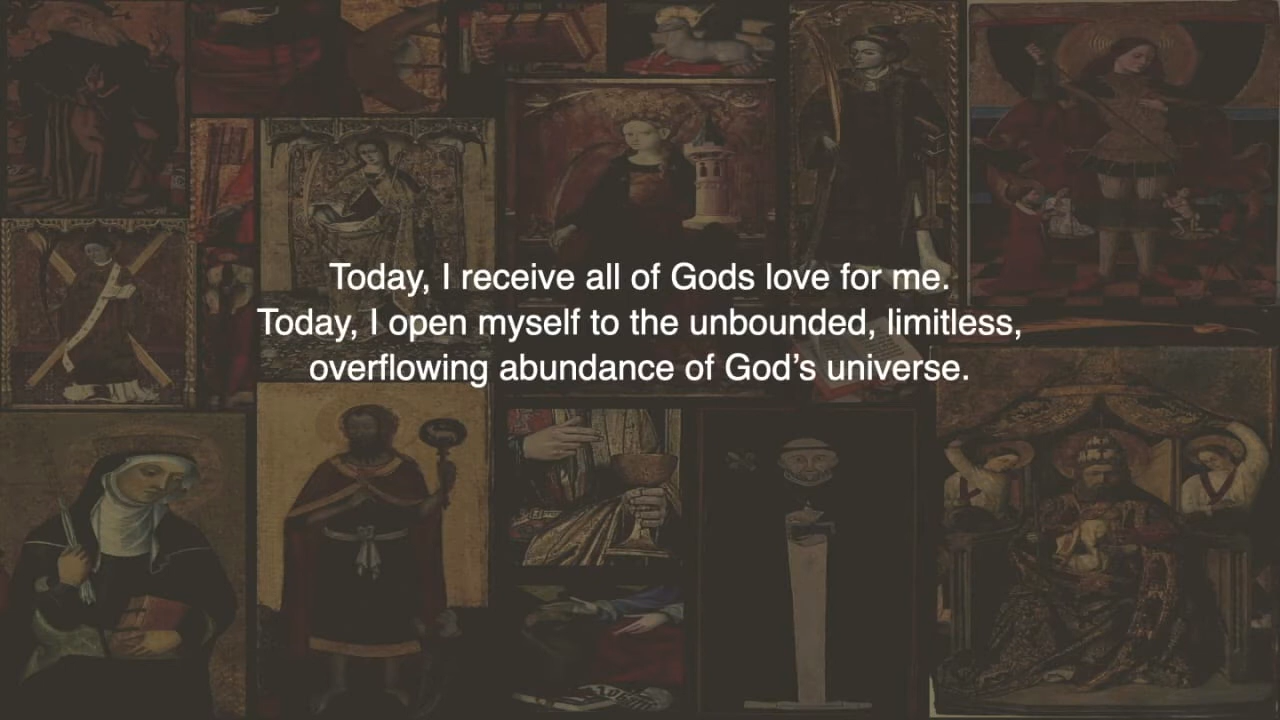 Today, I receive all of Gods love for me.
Today, I open myself to the unbounded, limitless,
overflowing abundance of God’s universe.